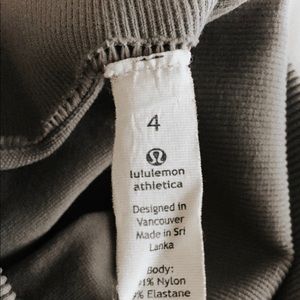 4
lululemon
athletica
Designed in
Vancouver
Made in Sri
Lanka
Body:
Nylon
Elastane